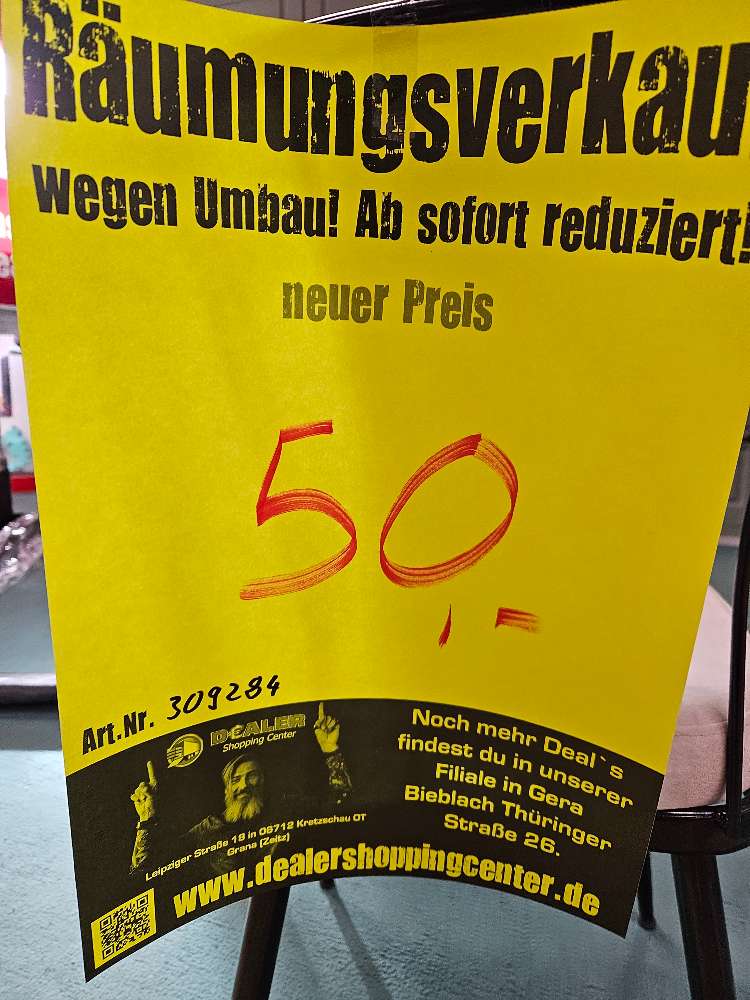 Räumungsverkau
wegen Umbau! Ab sofort reduziert!
neuer Preis
50,-
Art.Nr. 309284
DEALER
Shopping Center
Leipziger Straße 18 in 06712 Kretzschau OT
Grana (Zeitz)
Noch mehr Deal`s
findest du in unserer
Filiale in Gera
Bieblach Thüringer
Straße 26.
www.dealershoppingcenter.de